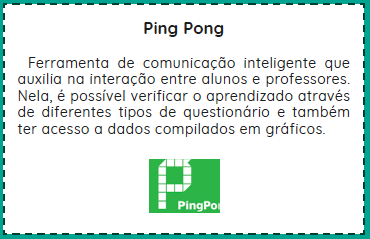 Ping Pong
Ferramenta de comunicação inteligente que
auxilia na interação entre alunos e professores.
Nela, é possível verificar o aprendizado através
de diferentes tipos de questionário e também
ter acesso a dados compilados em gráficos.
P
PingPon